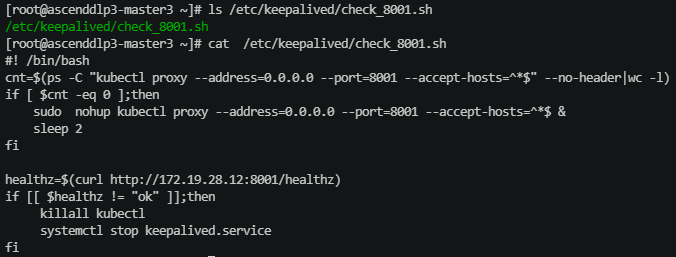 [root@ascenddlp3-master3 ~]# ls /etc/keepalived/check_8001.sh
/etc/keepalived/check_8001.sh
[root@ascenddlp3-master3 ~]# cat  /etc/keepalived/check_8001.sh
#! /bin/bash
cnt=$(ps -C "kubectl proxy --address=0.0.0.0 --port=8001 --accept-hosts=^*$" --no-header|wc -l)
if [ $cnt -eq 0 ];then
    sudo  nohup kubectl proxy --address=0.0.0.0 --port=8001 --accept-hosts=^*$ &
    sleep 2
fi

healthz=$(curl http://172.19.28.12:8001/healthz)
if [[ $healthz != "ok" ]];then
     killall kubectl
     systemctl stop keepalived.service
fi